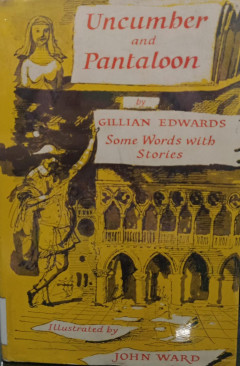 Uncumber
and
Pantaloon
by
GILLIAN EDWARDS
Some Words with
Stories
Illustrated by
JOHN WARD